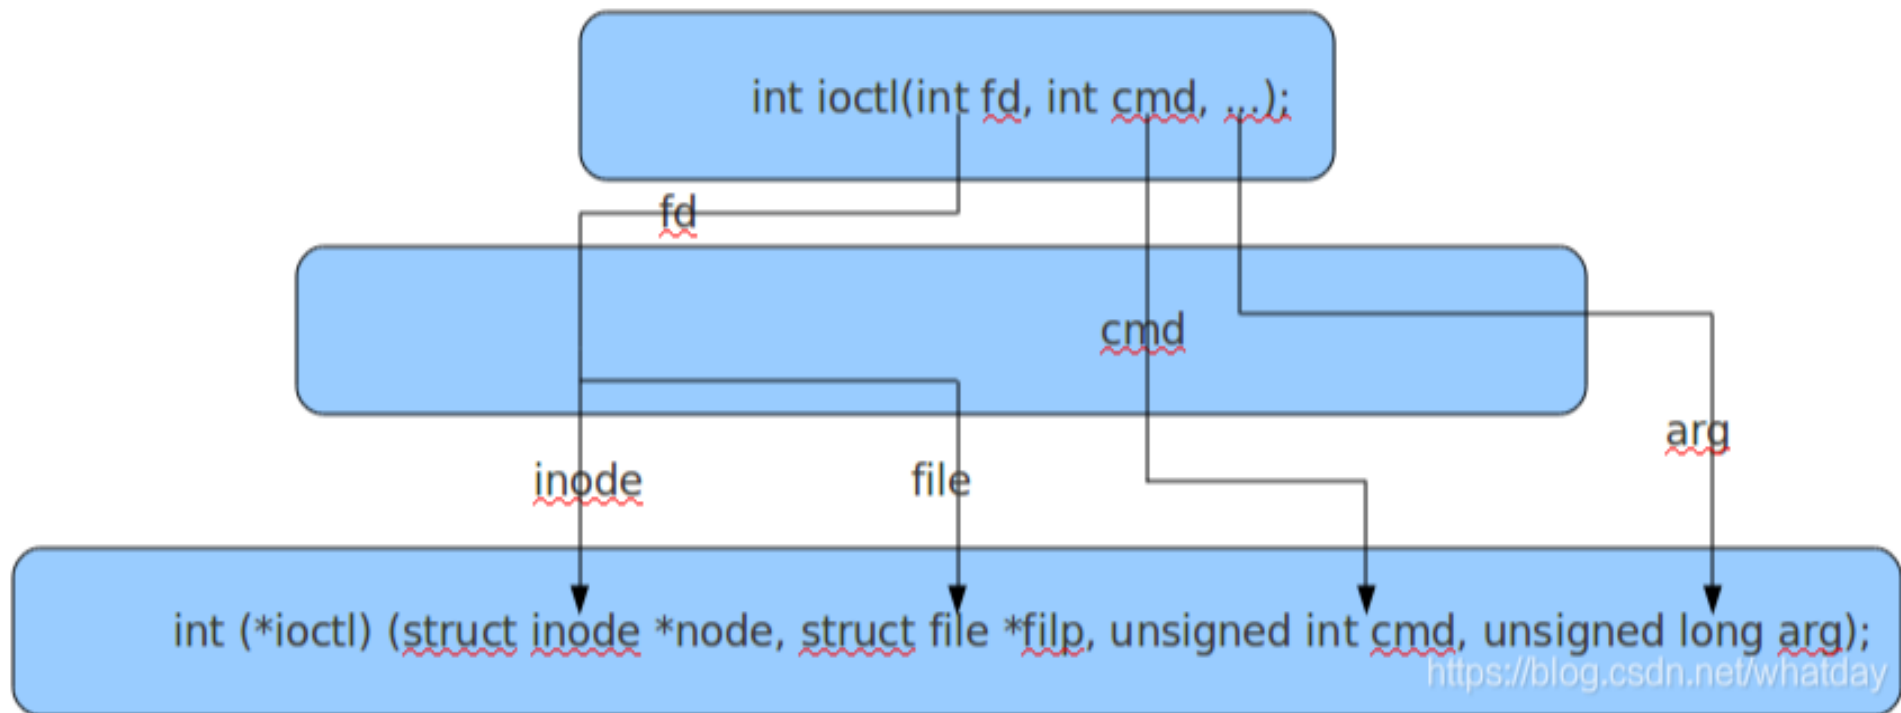 int ioctl(int fd, int cmd, ...);
fd
cmd
arg
inode
file
int (*ioctl) (struct inode *node, struct file *filp, unsigned int cmd, unsigned long arg);
https://blog.csdn.net/whatday